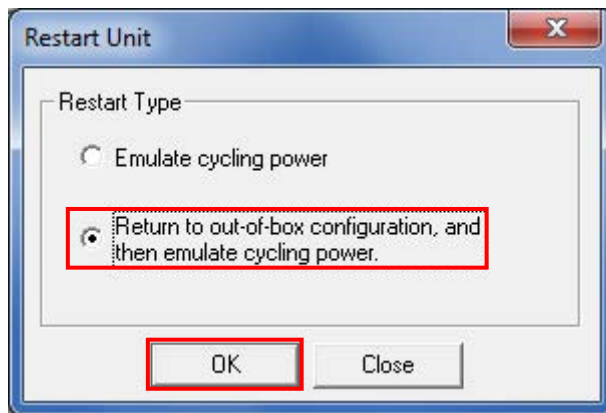 Restart Unit
Restart Type
Emulate cycling power
Return to out-of-box configuration, and
then emulate cycling power.
OK
Close